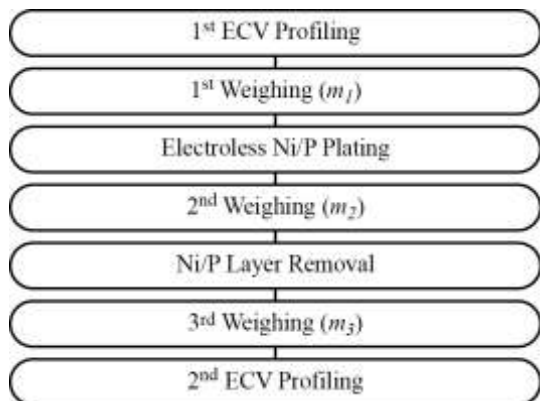 1st ECV Profiling
1st Weighing (m1)
Electroless Ni/P Plating
2nd Weighing (m2)
Ni/P Layer Removal
3rd Weighing (m3)
2nd ECV Profiling